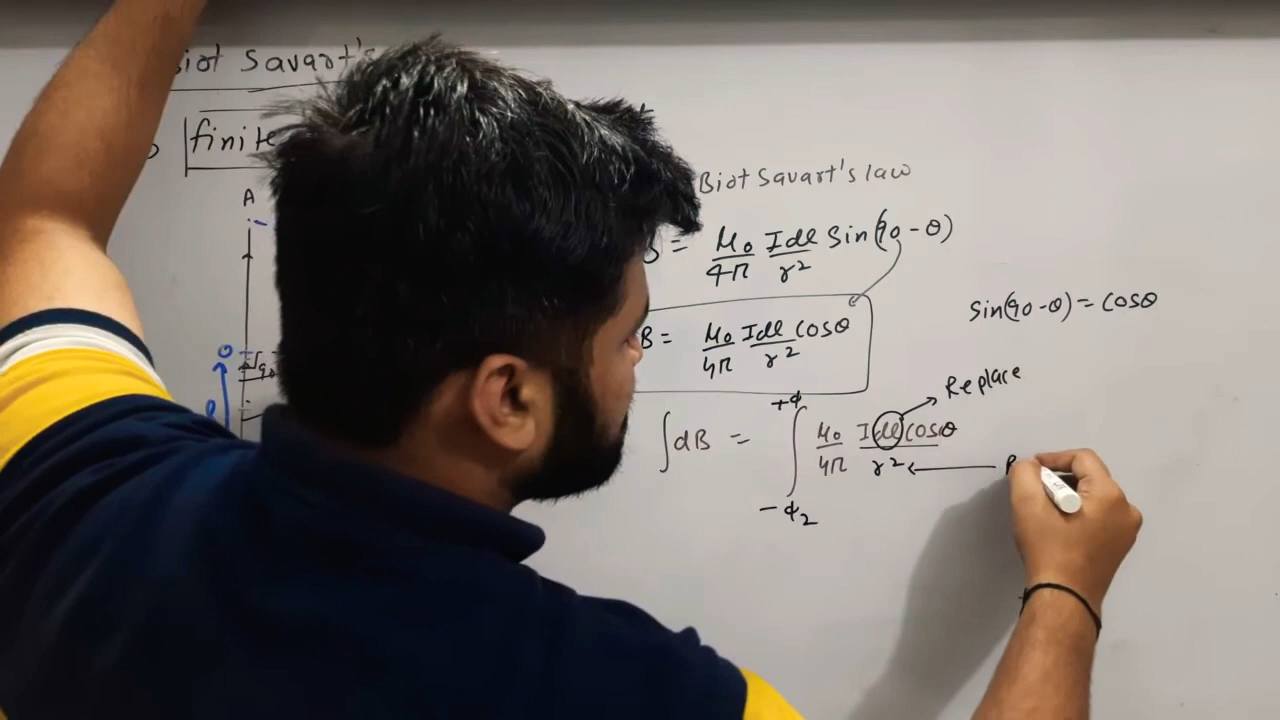 Biot Savart's
finite
A
Biot Savart's law
B = μ₀/4π Idl/r² Sin(90-θ)
Sin(90-θ) = cosθ
B = μ₀/4π Idl cosθ/r²
Replace
∫dB = ∫ μ₀/4π Idl cosθ/r²
+ϕ
-ϕ₂
O
90